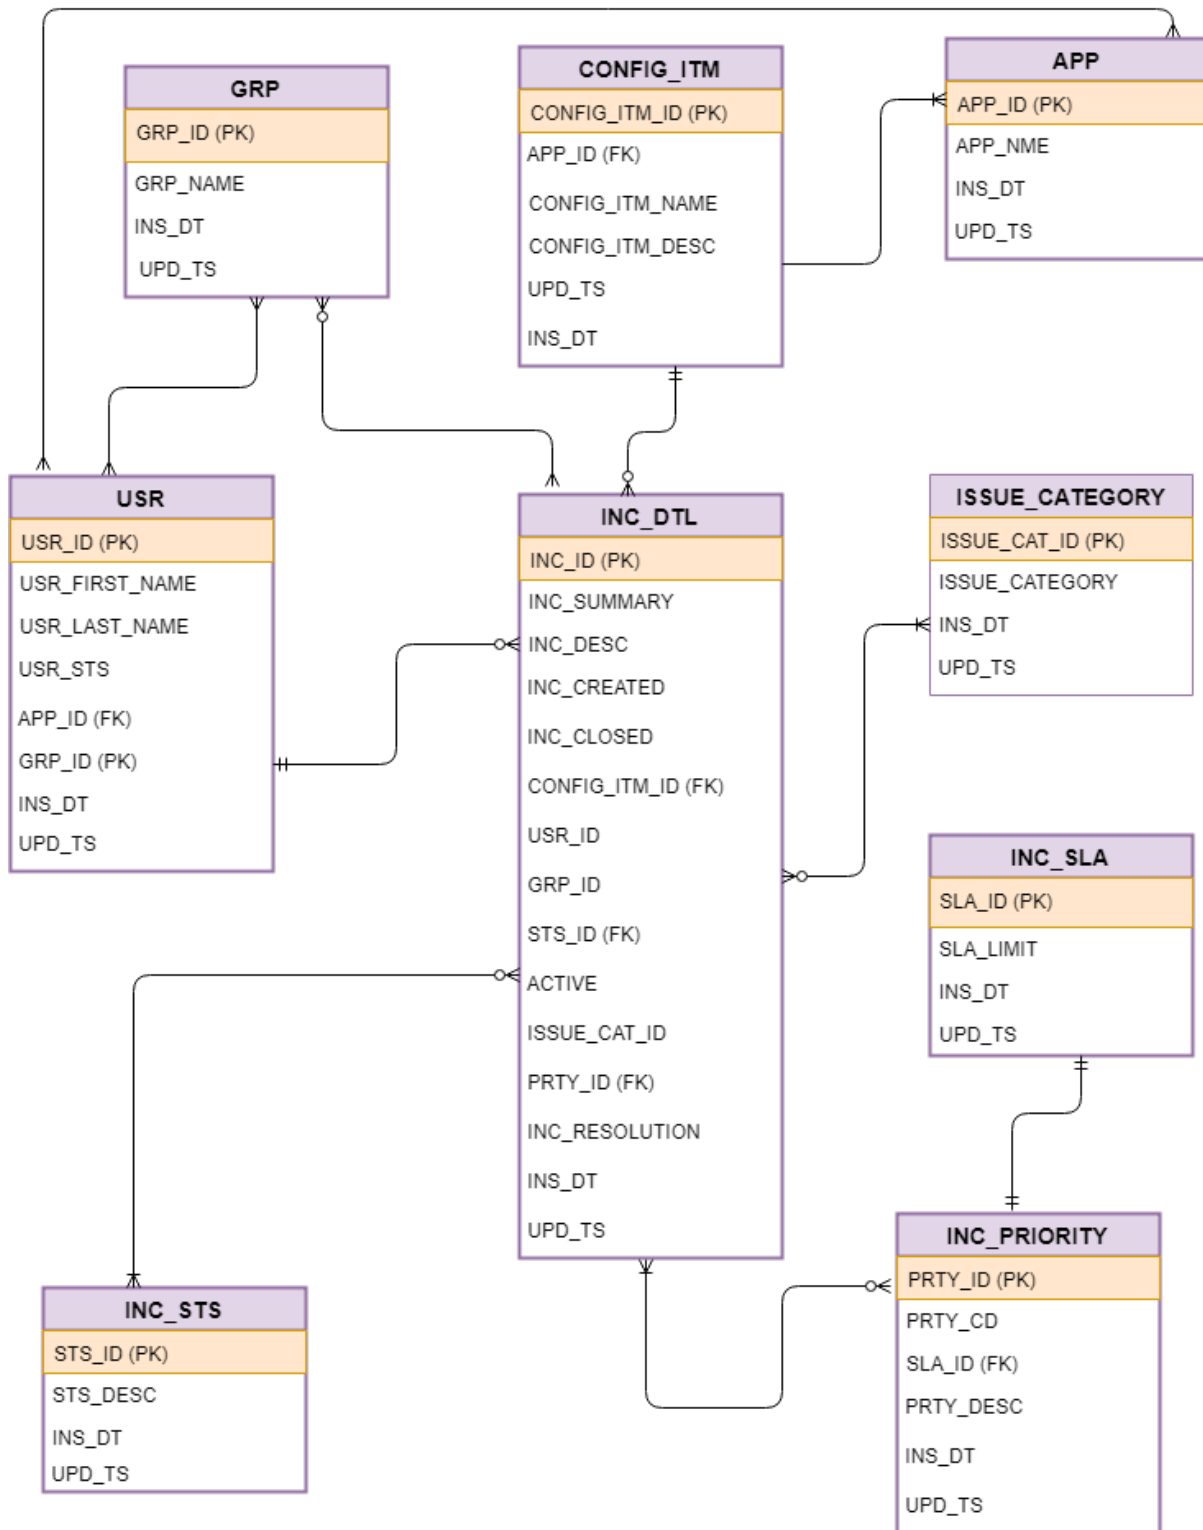 GRP
GRP_ID (PK)
GRP_NAME
INS_DT
UPD_TS
CONFIG_ITM
CONFIG_ITM_ID (PK)
APP_ID (FK)
CONFIG_ITM_NAME
CONFIG_ITM_DESC
UPD_TS
INS_DT
APP
APP_ID (PK)
APP_NME
INS_DT
UPD_TS
USR
USR_ID (PK)
USR_FIRST_NAME
USR_LAST_NAME
USR_STS
APP_ID (FK)
GRP_ID (PK)
INS_DT
UPD_TS
INC_DTL
INC_ID (PK)
INC_SUMMARY
INC_DESC
INC_CREATED
INC_CLOSED
CONFIG_ITM_ID (FK)
USR_ID
GRP_ID
STS_ID (FK)
ACTIVE
ISSUE_CAT_ID
PRTY_ID (FK)
INC_RESOLUTION
INS_DT
UPD_TS
ISSUE_CATEGORY
ISSUE_CAT_ID (PK)
ISSUE_CATEGORY
INS_DT
UPD_TS
INC_SLA
SLA_ID (PK)
SLA_LIMIT
INS_DT
UPD_TS
INC_STS
STS_ID (PK)
STS_DESC
INS_DT
UPD_TS
INC_PRIORITY
PRTY_ID (PK)
PRTY_CD
SLA_ID (FK)
PRTY_DESC
INS_DT
UPD_TS